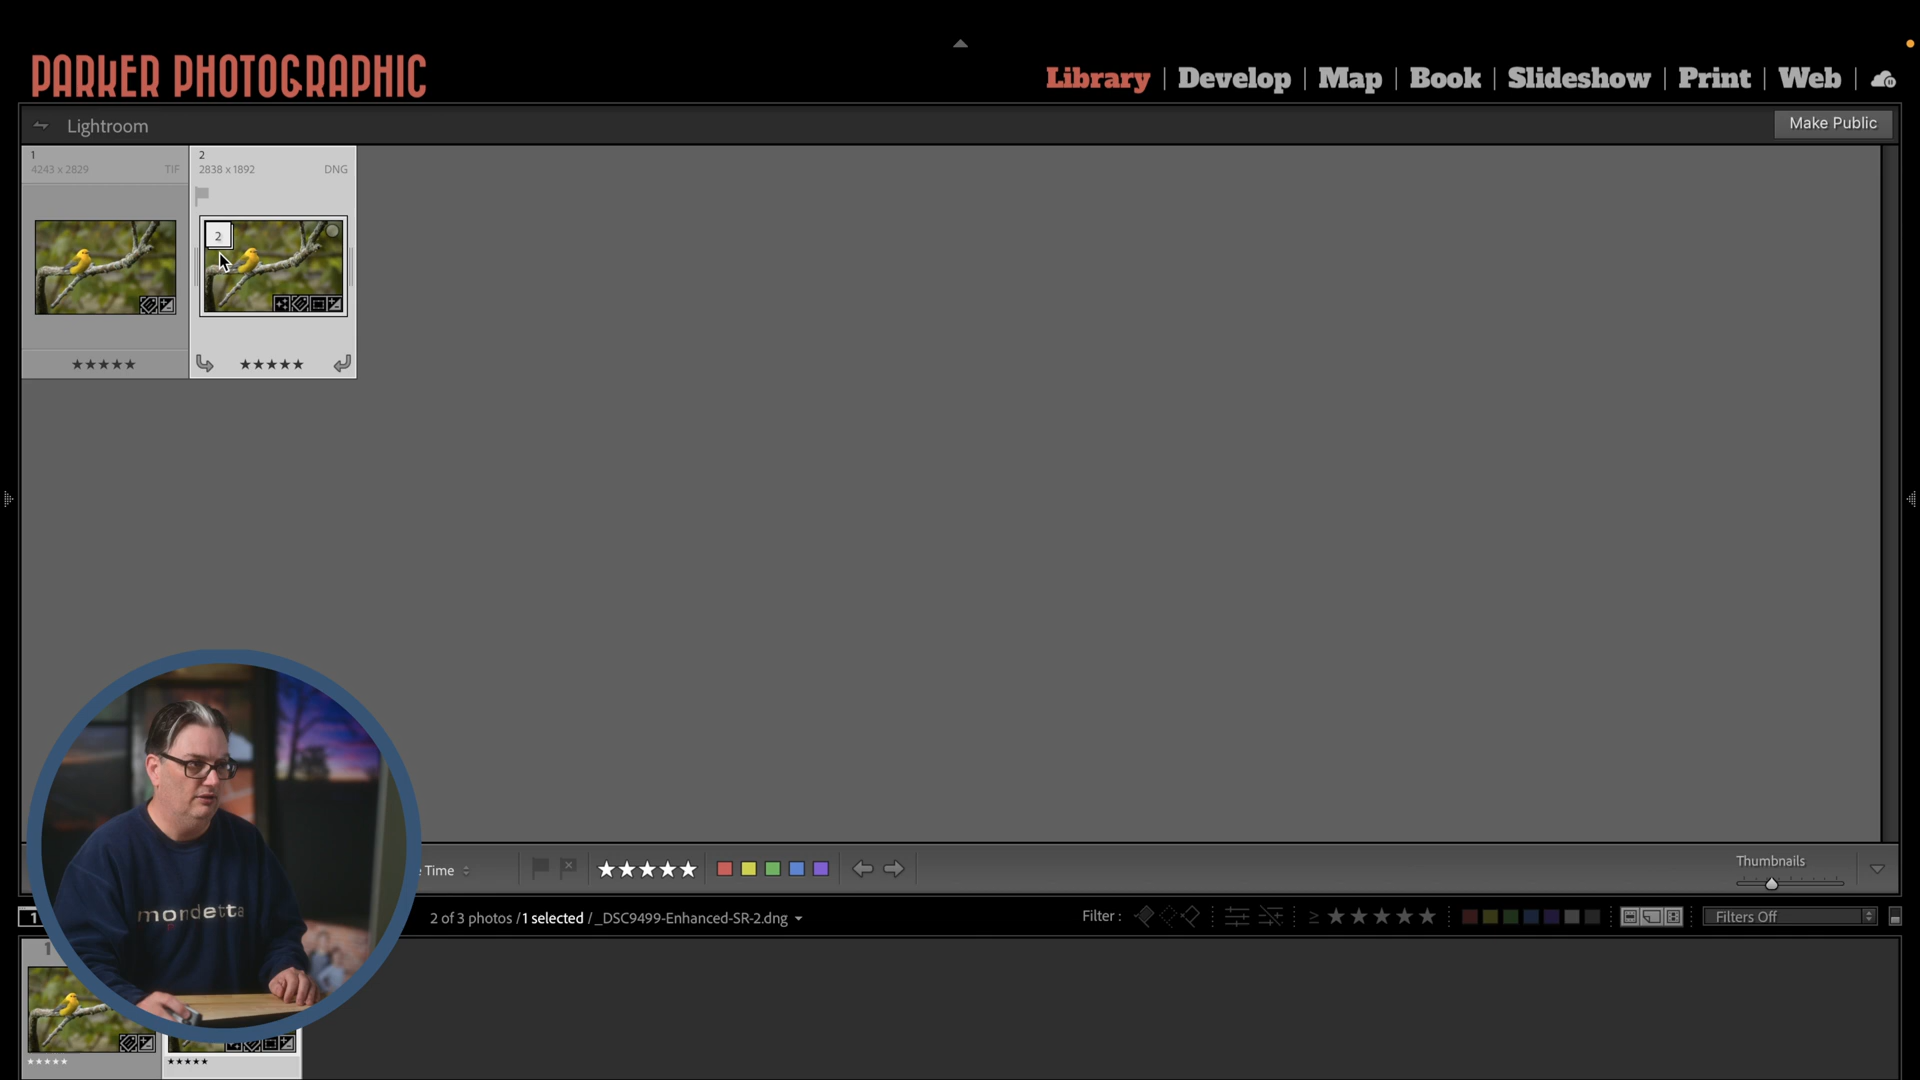 PARKER PHOTOGRAPHIC
Library | Develop | Map | Book | Slideshow | Print | Web |
Lightroom
Make Public
1
4243 x 2829 TIF
2
2838 x 1892 DNG
2
Time
Thumbnails
1
2 of 3 photos / 1 selected / _DSC9499-Enhanced-SR-2.dng
Filter :
≥
Filters Off
1
mondetta